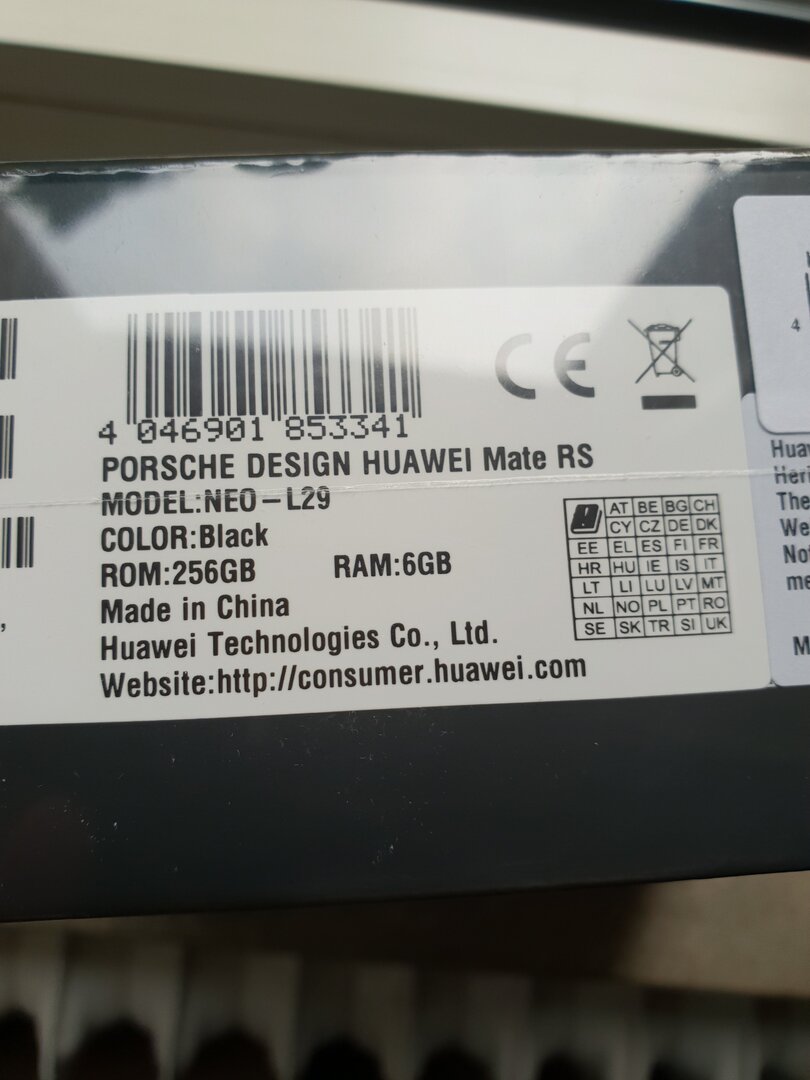 4 046901 853341
PORSCHE DESIGN HUAWEI Mate RS
MODEL:NEO-L29
COLOR:Black
ROM:256GB RAM:6GB
Made in China
Huawei Technologies Co., Ltd.
Website:http://consumer.huawei.com
CE
AT BE BG CH
CY CZ DE DK
EE EL ES FI FR
HR HU IE IS IT
LT LI LU LV MT
NL NO PL PT RO
SE SK TR SI UK
4
The
We